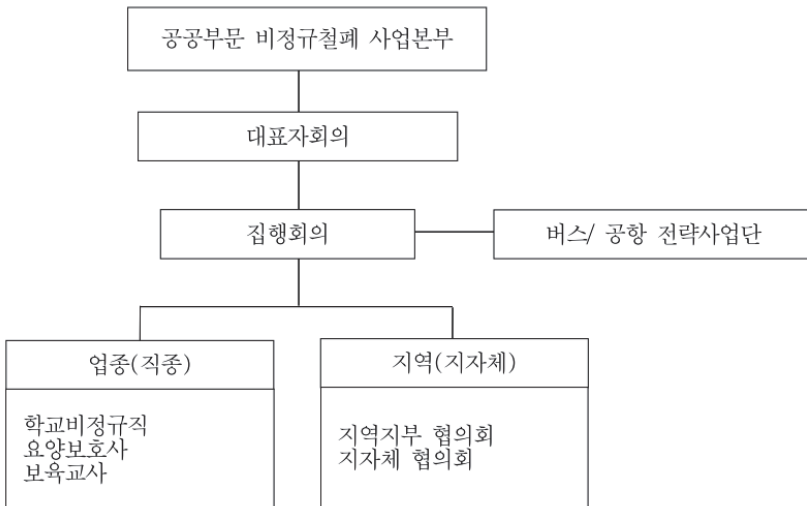 공공부문 비정규철폐 사업본부
대표자회의
집행회의
버스/ 공항 전략사업단
업종(직종)
학교비정규직
요양보호사
보육교사
지역(지자체)
지역지부 협의회
지자체 협의회